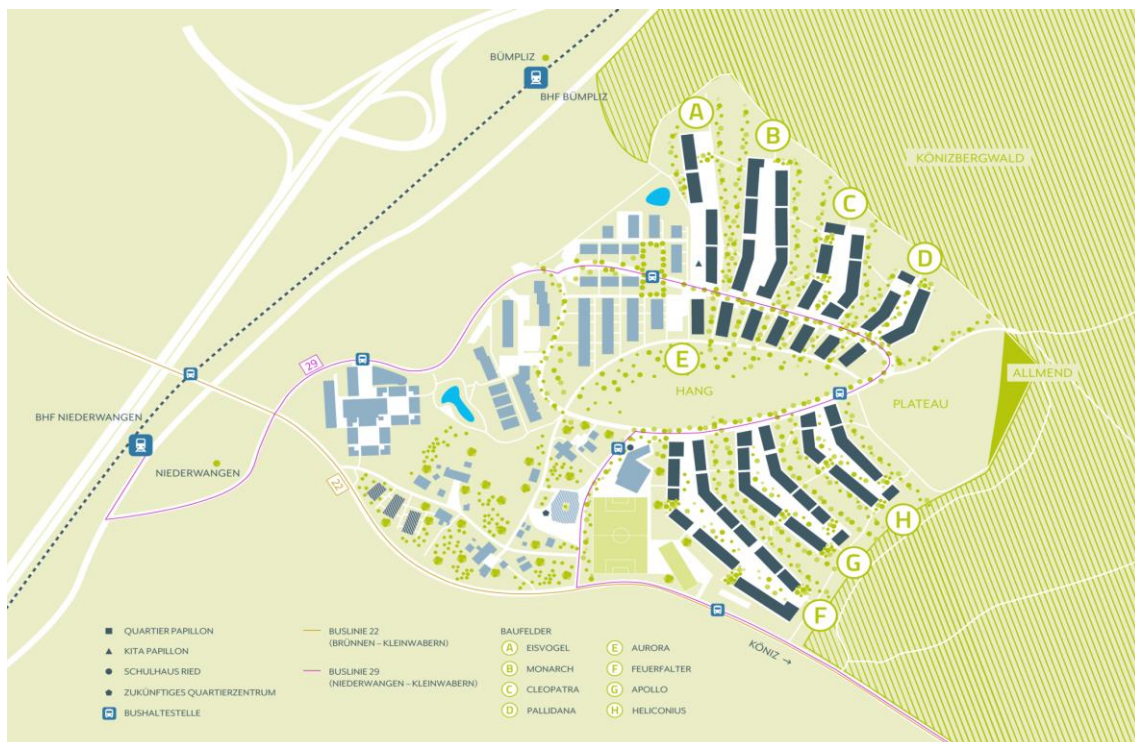 BÜMPLIZ
BHF BÜMPLIZ
A
B
KÖNIZBERGWALD
C
D
29
E
HANG
ALLMEND
PLATEAU
BHF NIEDERWANGEN
NIEDERWANGEN
22
H
G
F
KÖNIZ →
QUARTIER PAPILLON
KITA PAPILLON
SCHULHAUS RIED
ZUKÜNFTIGES QUARTIERZENTRUM
BUSHALTESTELLE
BUSLINIE 22
(BRÜNNEN – KLEINWABERN)
BUSLINIE 29
(NIEDERWANGEN – KLEINWABERN)
BAUFELDER
A EISVOGEL
B MONARCH
C CLEOPATRA
D PALLIDANA
E AURORA
F FEUERFALTER
G APOLLO
H HELICONIUS